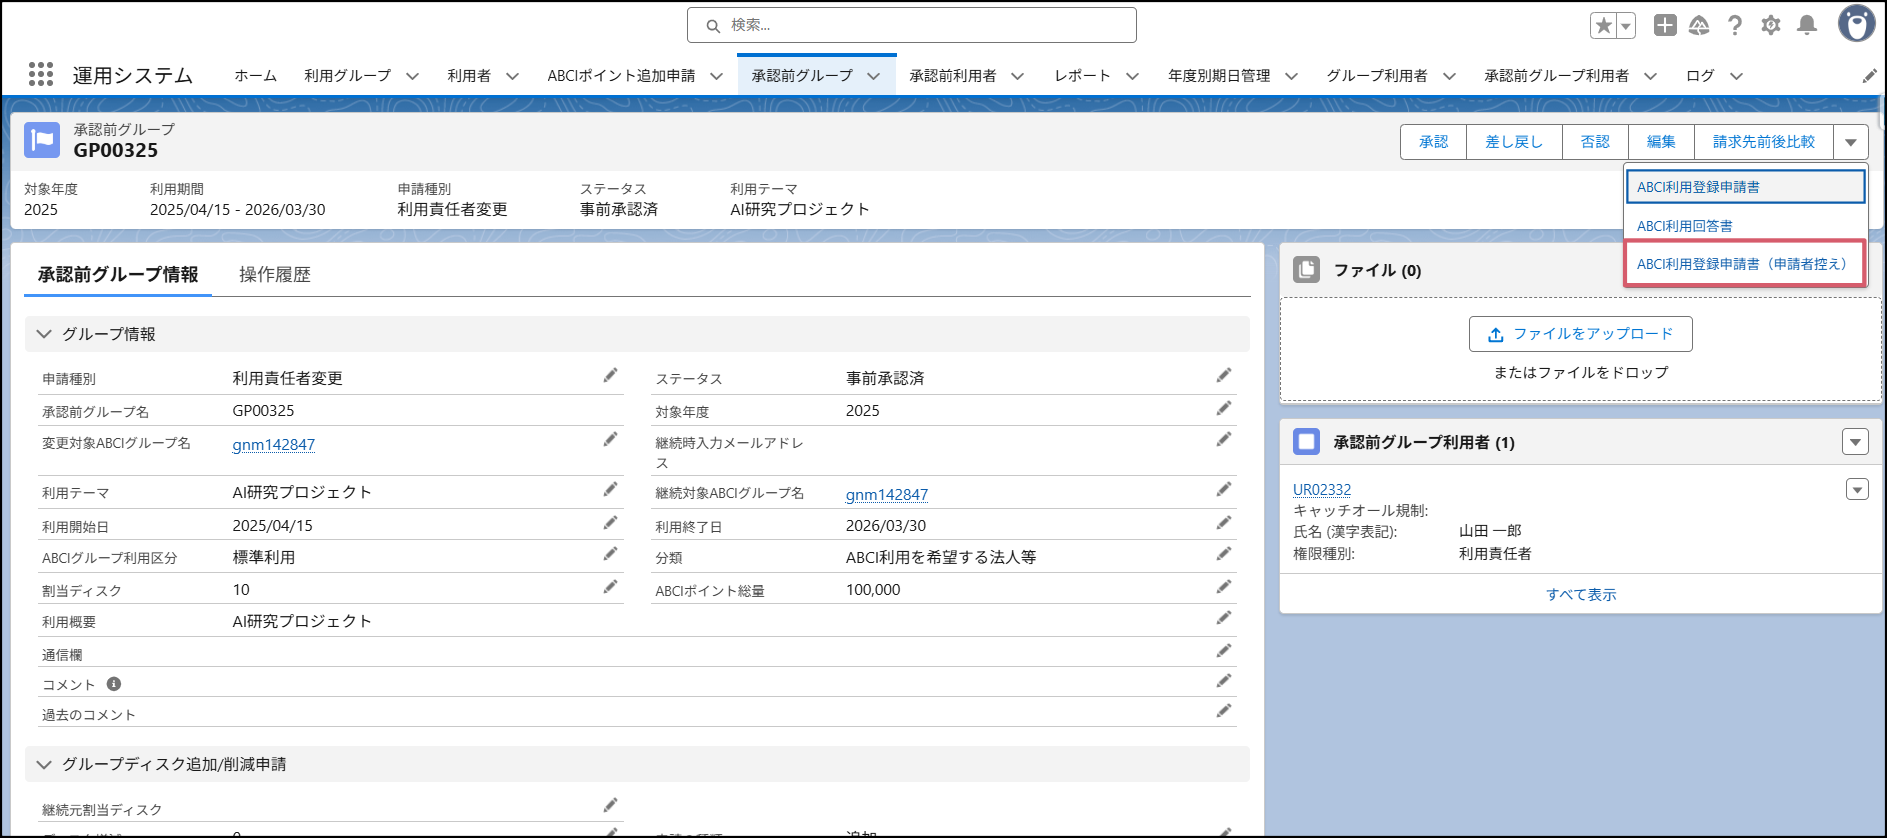 検索...
運用システム
ホーム 利用グループ 利用者 ABCIポイント追加申請 承認前グループ 承認前利用者 レポート 年度別期日管理 グループ利用者 承認前グループ利用者 ログ
承認前グループ
GP00325
承認 差し戻し 否認 編集 請求先前後比較
対象年度 利用期間 申請種別 ステータス 利用テーマ
2025 2025/04/15 - 2026/03/30 利用責任者変更 事前承認済 AI研究プロジェクト
ABCI利用登録申請書
ABCI利用回答書
ABCI利用登録申請書（申請者控え）
承認前グループ情報 操作履歴
グループ情報
申請種別 利用責任者変更 ステータス 事前承認済
承認前グループ名 GP00325 対象年度 2025
変更対象ABCIグループ名 gnm142847 継続時入力メールアドレ
ス
利用テーマ AI研究プロジェクト 継続対象ABCIグループ名 gnm142847
利用開始日 2025/04/15 利用終了日 2026/03/30
ABCIグループ利用区分 標準利用 分類 ABCI利用を希望する法人等
割当ディスク 10 ABCIポイント総量 100,000
利用概要 AI研究プロジェクト
通信欄
コメント
過去のコメント
グループディスク追加/削減申請
継続元割当ディスク
ファイル (0)
ファイルをアップロード
またはファイルをドロップ
承認前グループ利用者 (1)
UR02332
キャッチオール規制:
氏名 (漢字表記): 山田 一郎
権限種別: 利用責任者
すべて表示